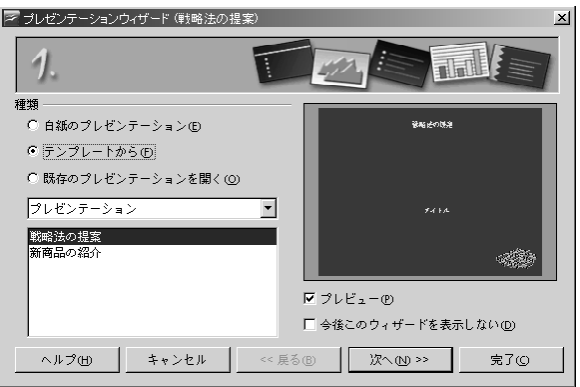 プレゼンテーションウィザード (戦略法の提案)
1.
種類
白紙のプレゼンテーション(E)
テンプレートから(F)
既存のプレゼンテーションを開く(O)
プレゼンテーション
戦略法の提案
新商品の紹介
戦略法の提案
タイトル
プレビュー(P)
今後このウィザードを表示しない(D)
ヘルプ(H)
キャンセル
<< 戻る(B)
次へ(N) >>
完了(C)